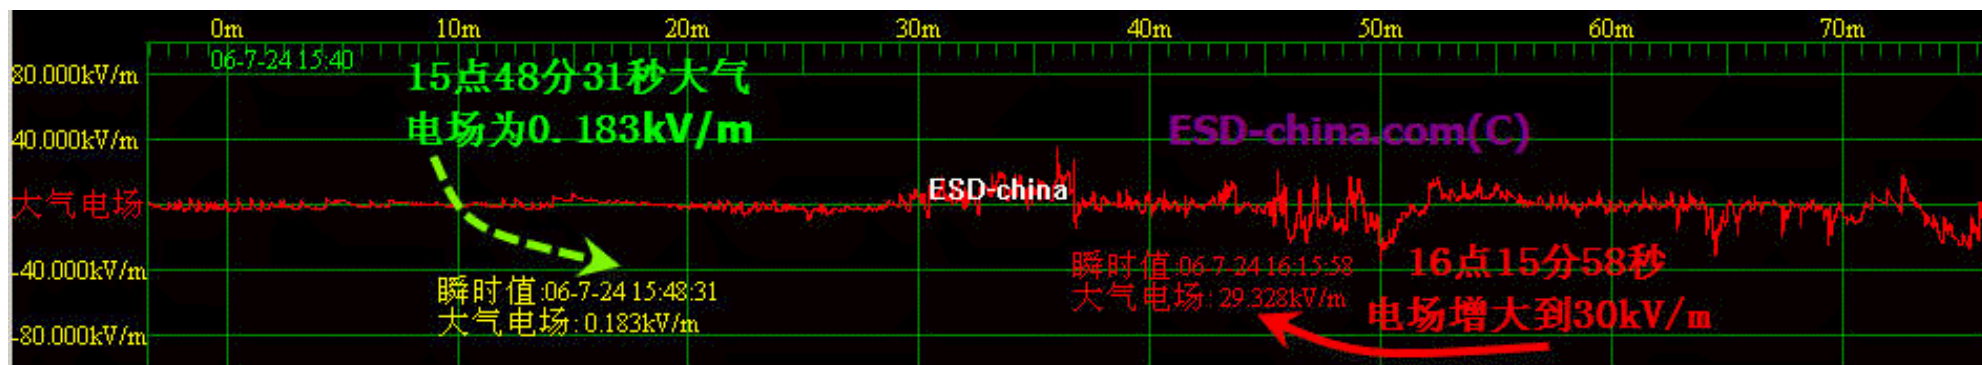 0m 10m 20m 30m 40m 50m 60m 70m
06-7-24 15:40
80.000kV/m
15点48分31秒大气
电场为0.183kV/m
40.000kV/m
ESD-china.com(C)
大气电场
ESD-china
-40.000kV/m
瞬时值:06-7-24 15:48:31
大气电场:0.183kV/m
瞬时值:06-7-24 16:15:58
大气电场:29.328kV/m
16点15分58秒
电场增大到30kV/m
-80.000kV/m